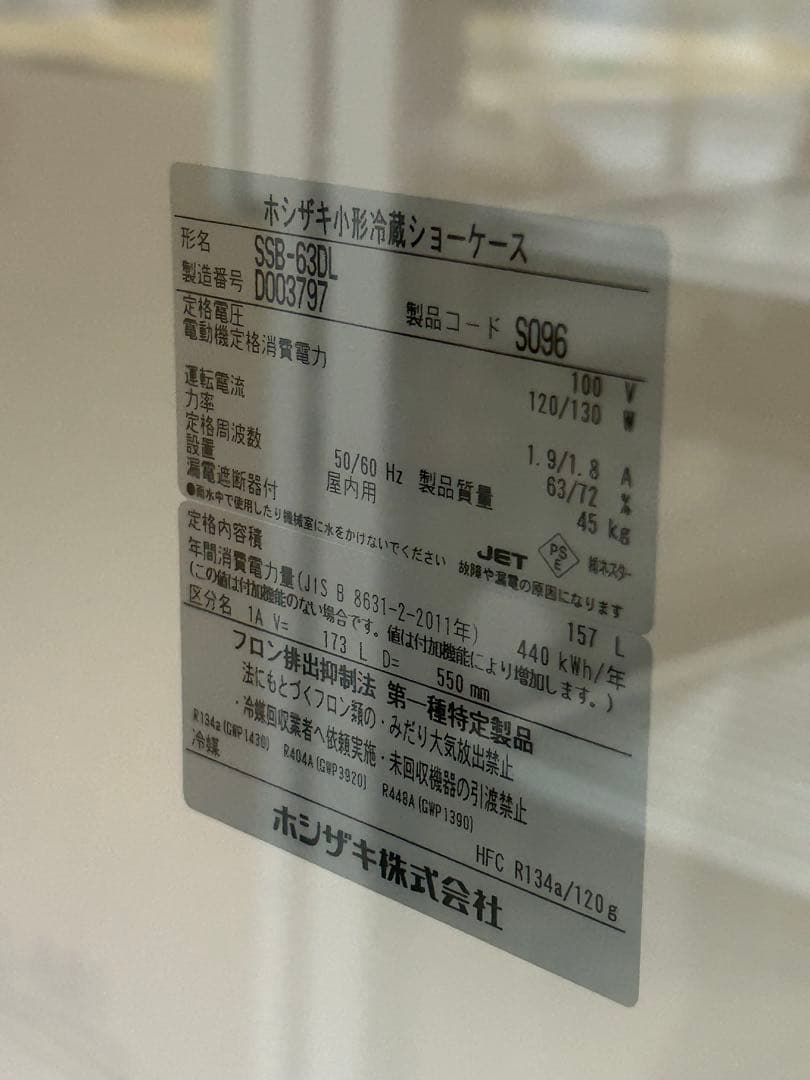 ホシザキ小形冷蔵ショーケース
形名 SSB-63DL
製造番号 D003797 製品コード S096
定格電圧 100 V
電動機定格消費電力 120/130 W
運転電流 1.9/1.8 A
力率 63/72 %
定格周波数 50/60 Hz 製品質量 45 kg
設置 屋内用
漏電遮断器付 JET PS E ㈱ネスター
●雨水中で使用したり機械室に水をかけないでください 故障や漏電の原因になります
定格内容積 157 L
年間消費電力量(JIS B 8631-2-2011年) 440 kWh/年
(この値は付加機能のない場合です。値は付加機能により増加します。)
区分名 1A V= 173 L D= 550 mm
フロン排出抑制法 第一種特定製品
法にもとづくフロン類の・みだり大気放出禁止
・冷媒回収業者へ依頼実施・未回収機器の引渡禁止
R134a(GWP1430) R404A(GWP3920) R448A(GWP1390)
冷媒 HFC R134a/120g
ホシザキ株式会社